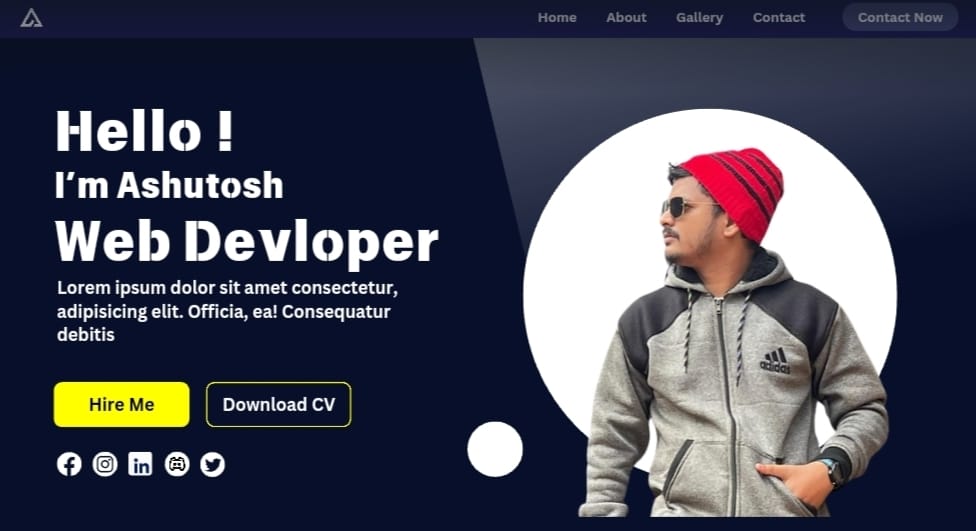 Home About Gallery Contact Contact Now
Hello !
I’m Ashutosh
Web Devloper
Lorem ipsum dolor sit amet consectetur,
adipisicing elit. Officia, ea! Consequatur
debitis
adidas
Hire Me Download CV
in